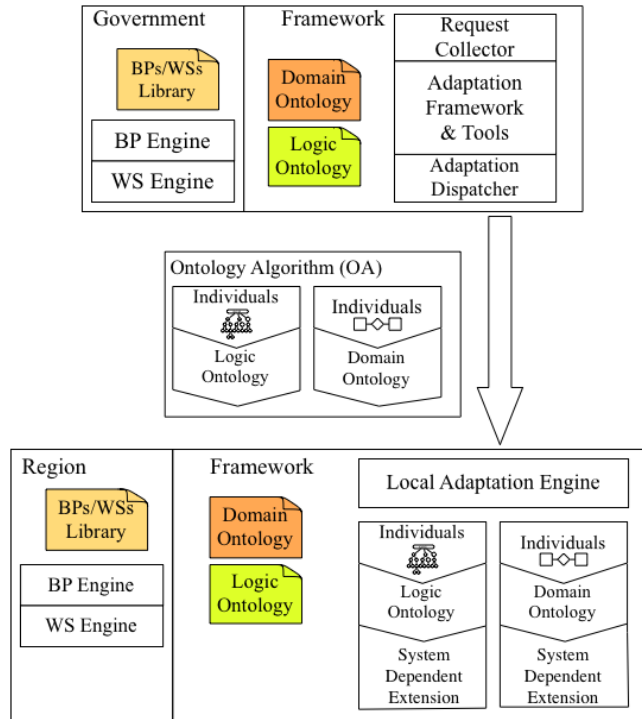 Government
BPs/WSs
Library
BP Engine
WS Engine
Framework
Domain
Ontology
Logic
Ontology
Request
Collector
Adaptation
Framework
& Tools
Adaptation
Dispatcher
Ontology Algorithm (OA)
Individuals
Logic
Ontology
Individuals
Domain
Ontology
Region
BPs/WSs
Library
BP Engine
WS Engine
Framework
Domain
Ontology
Logic
Ontology
Local Adaptation Engine
Individuals
Logic
Ontology
System
Dependent
Extension
Individuals
Domain
Ontology
System
Dependent
Extension